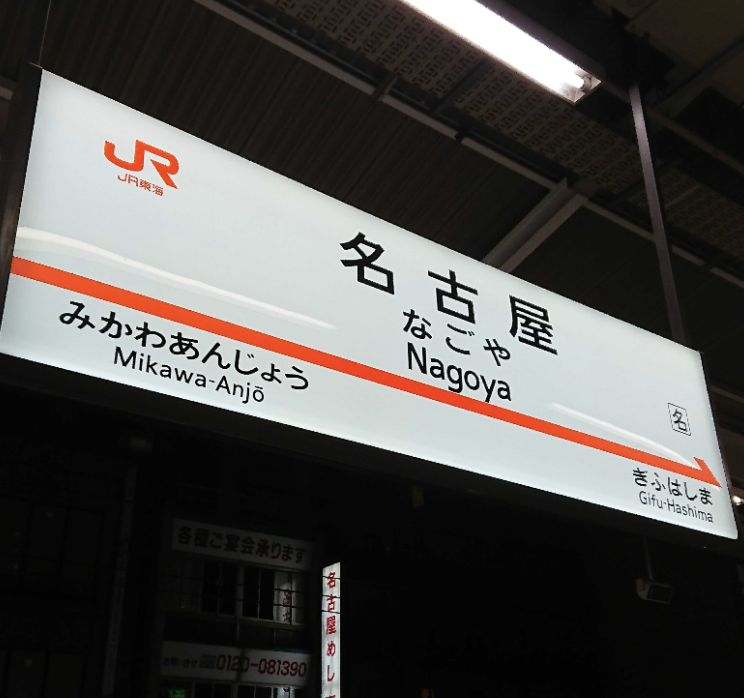 JR
JR東海
名古屋
なごや
Nagoya
みかわあんじょう
Mikawa-Anjō
名
ぎふはしま
Gifu-Hashima
各種ご宴会承ります
名古屋めし
0120-081390